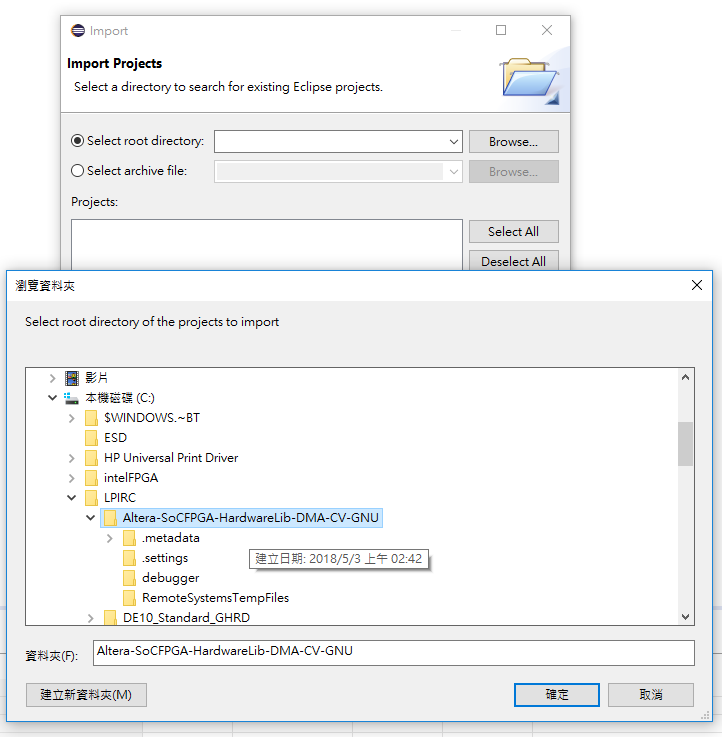 Import
Import Projects
Select a directory to search for existing Eclipse projects.
Select root directory:
Browse...
Select archive file:
Browse...
Projects:
Select All
Deselect All
瀏覽資料夾
Select root directory of the projects to import
影片
本機磁碟 (C:)
$WINDOWS.~BT
ESD
HP Universal Print Driver
intelFPGA
LPIRC
Altera-SoCFPGA-HardwareLib-DMA-CV-GNU
.metadata
.settings
建立日期: 2018/5/3 上午 02:42
debugger
RemoteSystemsTempFiles
DE10_Standard_GHRD
資料夾(F):
Altera-SoCFPGA-HardwareLib-DMA-CV-GNU
建立新資料夾(M)
確定
取消